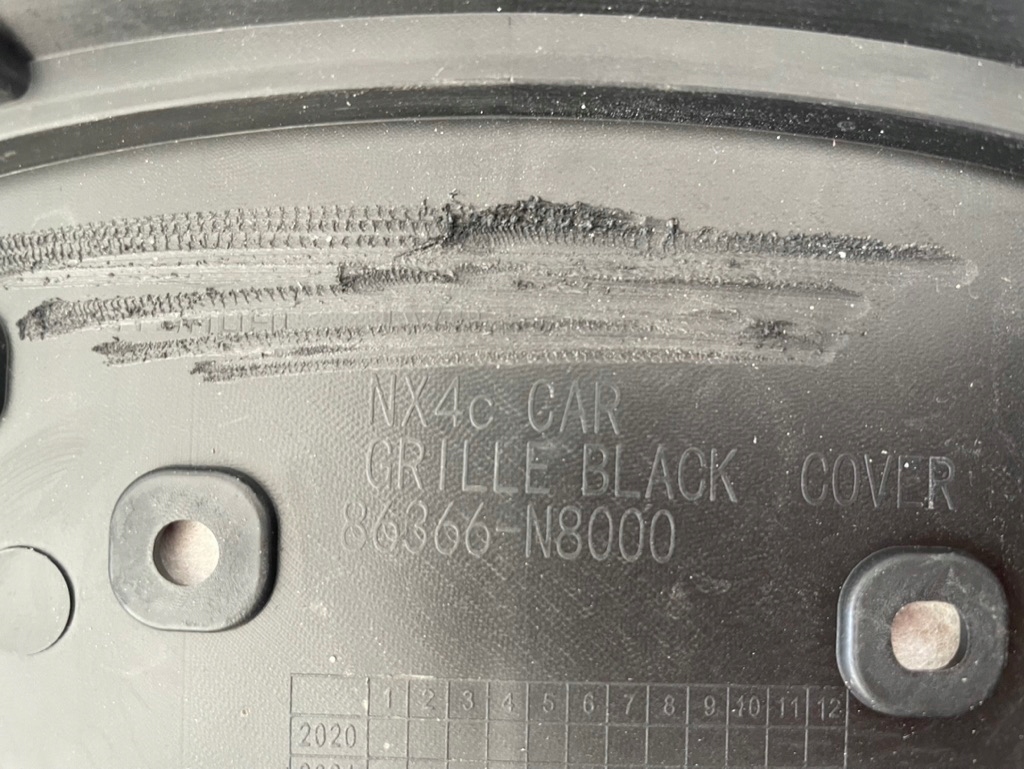 NX4c CAR
GRILLE BLACK COVER
86366-N8000
1 2 3 4 5 6 7 8 9 10 11 12
2020